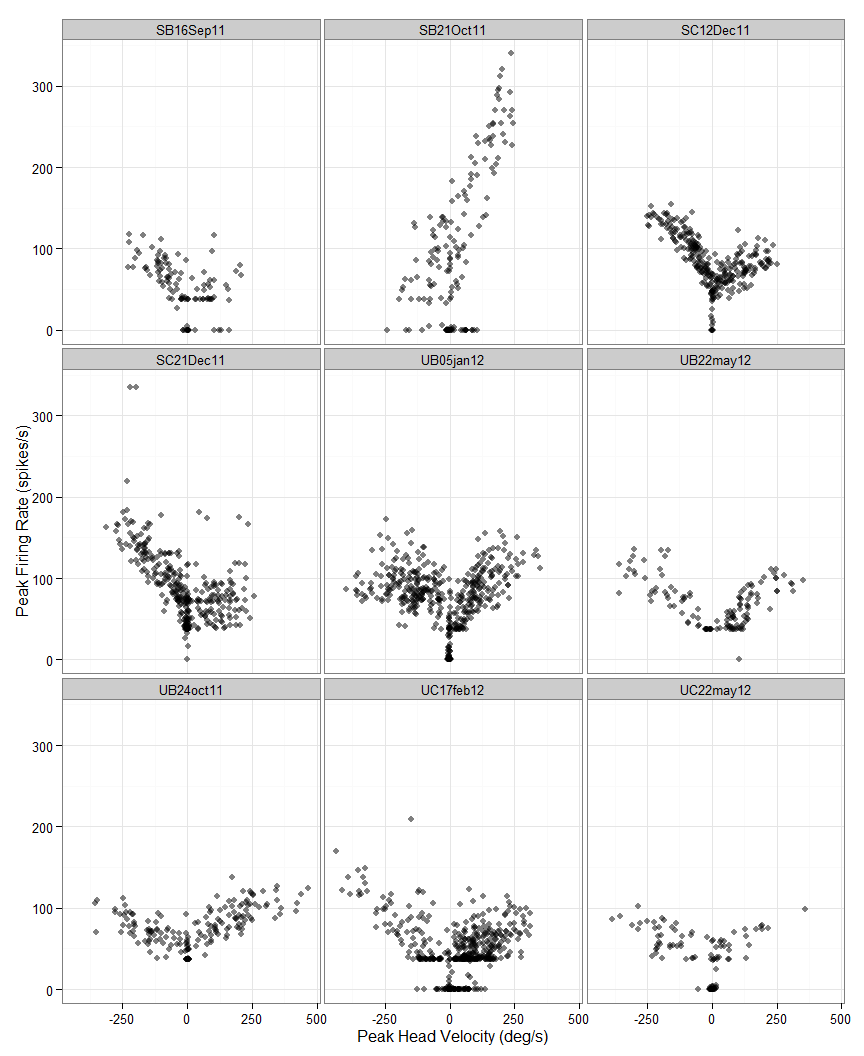 SB16Sep11 SB21Oct11 SC12Dec11
300
200
100
0
SC21Dec11 UB05jan12 UB22may12
300
200
100
0
Peak Firing Rate (spikes/s)
UB24oct11 UC17feb12 UC22may12
300
200
100
0
-250 0 250 500 -250 0 250 500 -250 0 250 500
Peak Head Velocity (deg/s)